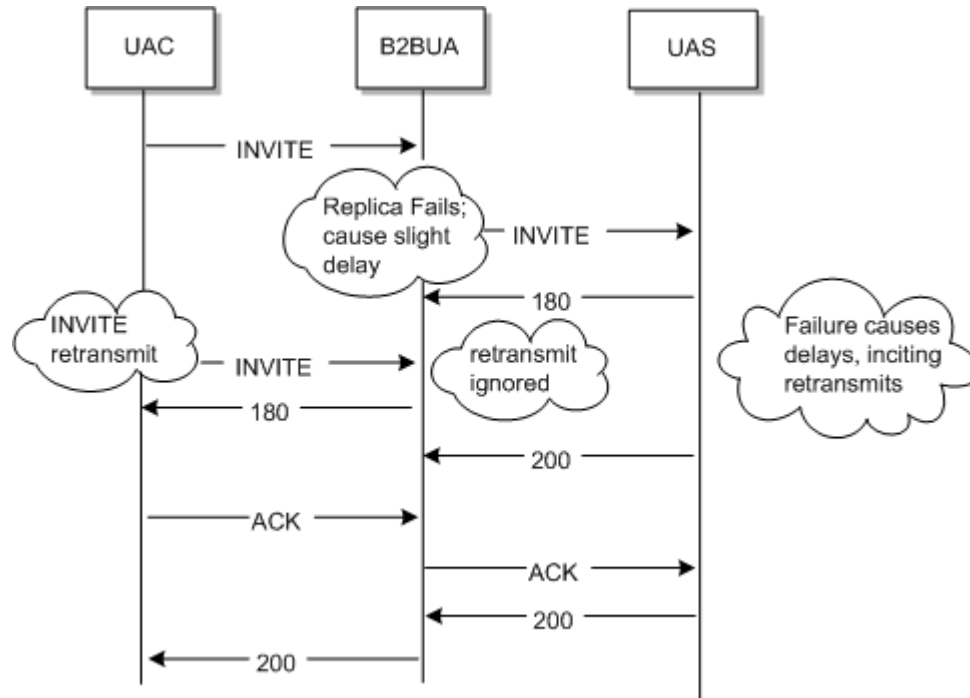 UAC
B2BUA
UAS
INVITE
Replica Fails;
cause slight
delay
INVITE
180
INVITE
retransmit
INVITE
retransmit
ignored
Failure causes
delays, inciting
retransmits
180
200
ACK
ACK
200
200